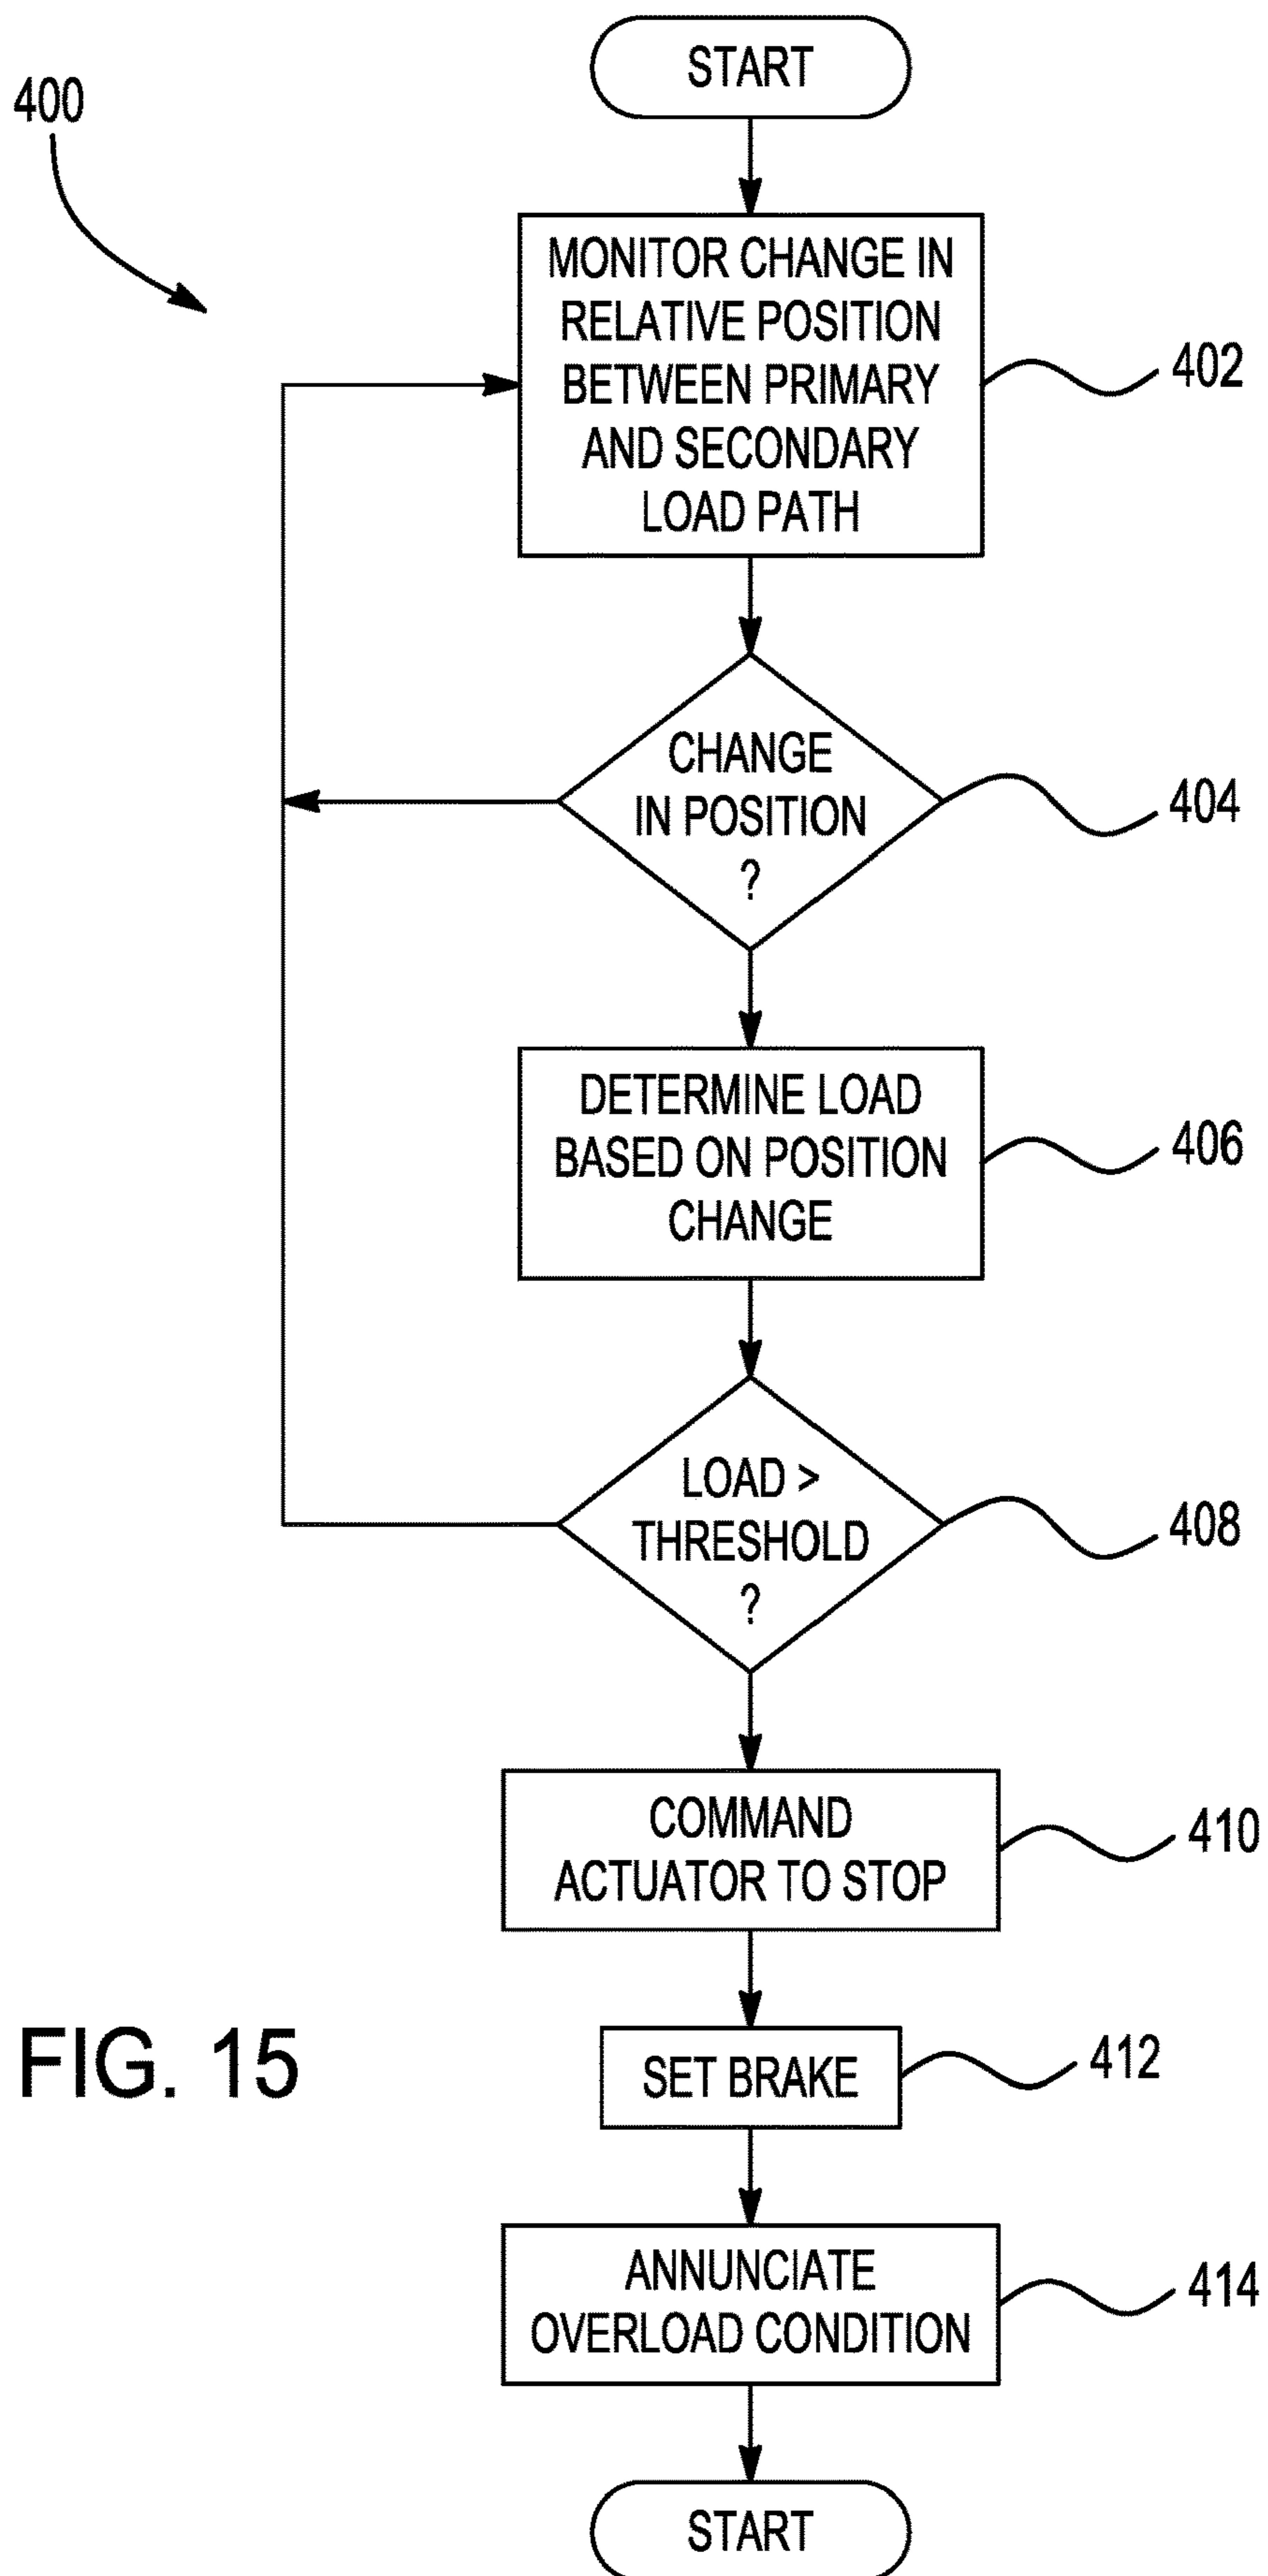 START
400
MONITOR CHANGE IN
RELATIVE POSITION
BETWEEN PRIMARY
AND SECONDARY
LOAD PATH
402
CHANGE
IN POSITION
?
404
DETERMINE LOAD
BASED ON POSITION
CHANGE
406
LOAD >
THRESHOLD
?
408
COMMAND
ACTUATOR TO STOP
410
FIG. 15
SET BRAKE
412
ANNUNCIATE
OVERLOAD CONDITION
414
START